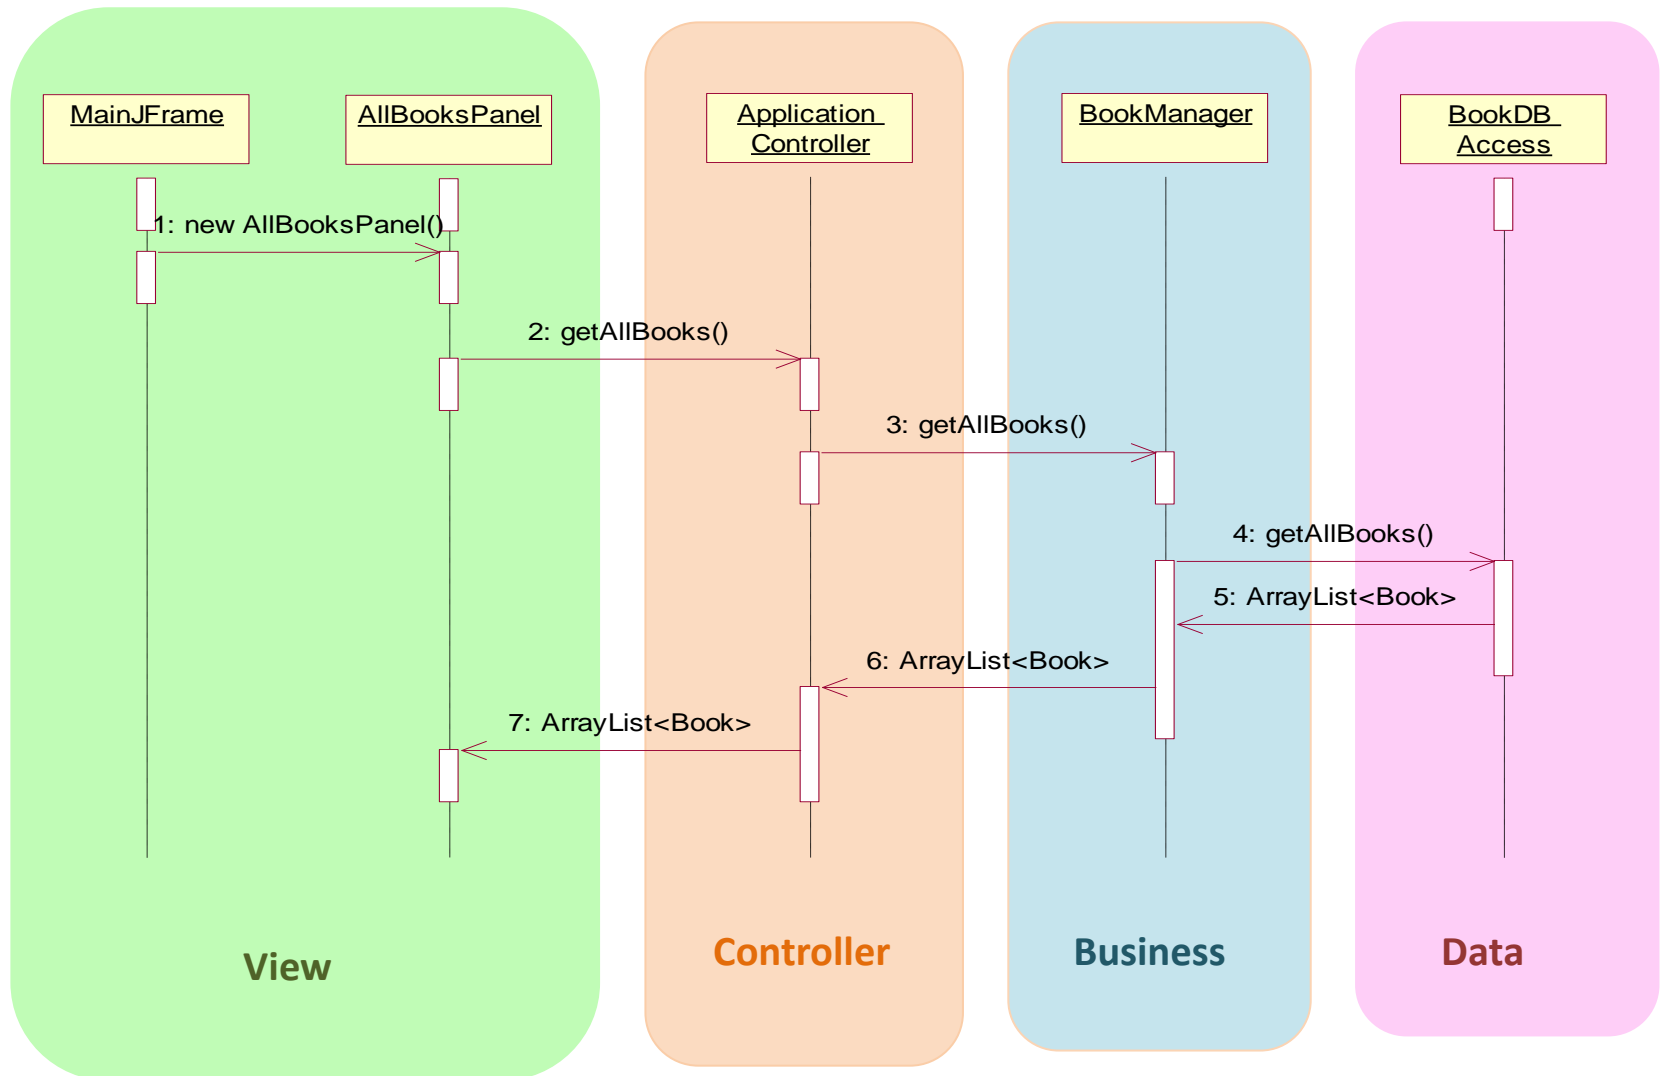 MainJFrame
AllBooksPanel
Application
Controller
BookManager
BookDB
Access
1: new AllBooksPanel()
2: getAllBooks()
3: getAllBooks()
4: getAllBooks()
5: ArrayList<Book>
6: ArrayList<Book>
7: ArrayList<Book>
View
Controller
Business
Data